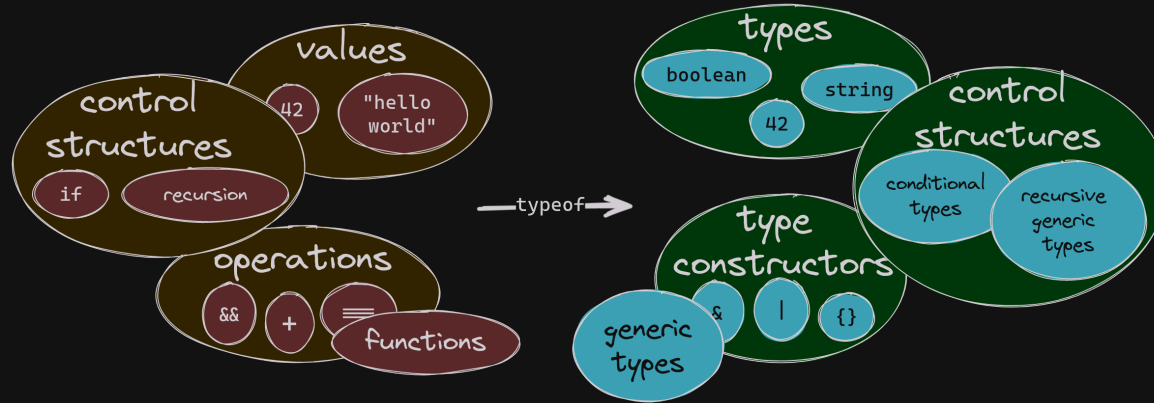 values
42
"hello
world"
control
structures
if
recursion
operations
&&
+
===
functions
typeof
types
boolean
string
42
control
structures
conditional
types
recursive
generic
types
type
constructors
&
|
{}
generic
types